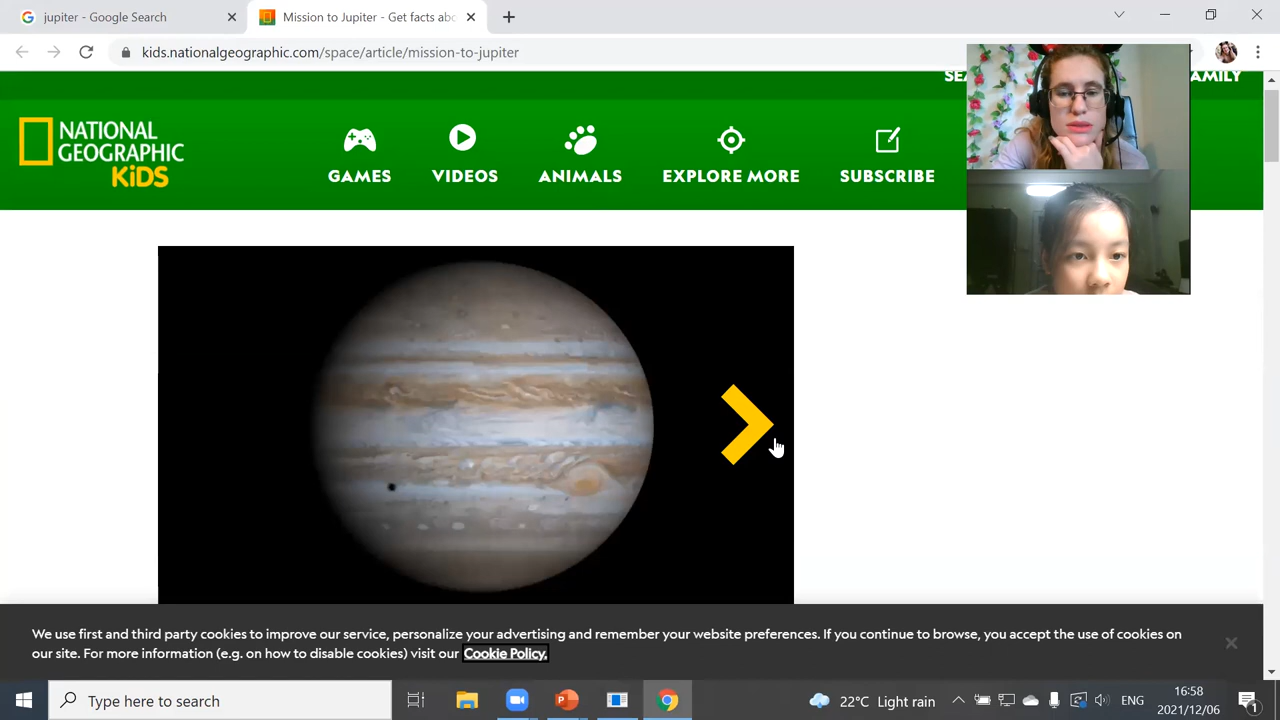 jupiter - Google Search
Mission to Jupiter - Get facts abo
kids.nationalgeographic.com/space/article/mission-to-jupiter
NATIONAL
GEOGRAPHIC
KiDS
GAMES
VIDEOS
ANIMALS
EXPLORE MORE
SUBSCRIBE
We use first and third party cookies to improve our service, personalize your advertising and remember your website preferences. If you continue to browse, you accept the use of cookies on
our site. For more information (e.g. on how to disable cookies) visit our Cookie Policy.
Type here to search
22°C Light rain
ENG
16:58
2021/12/06
1